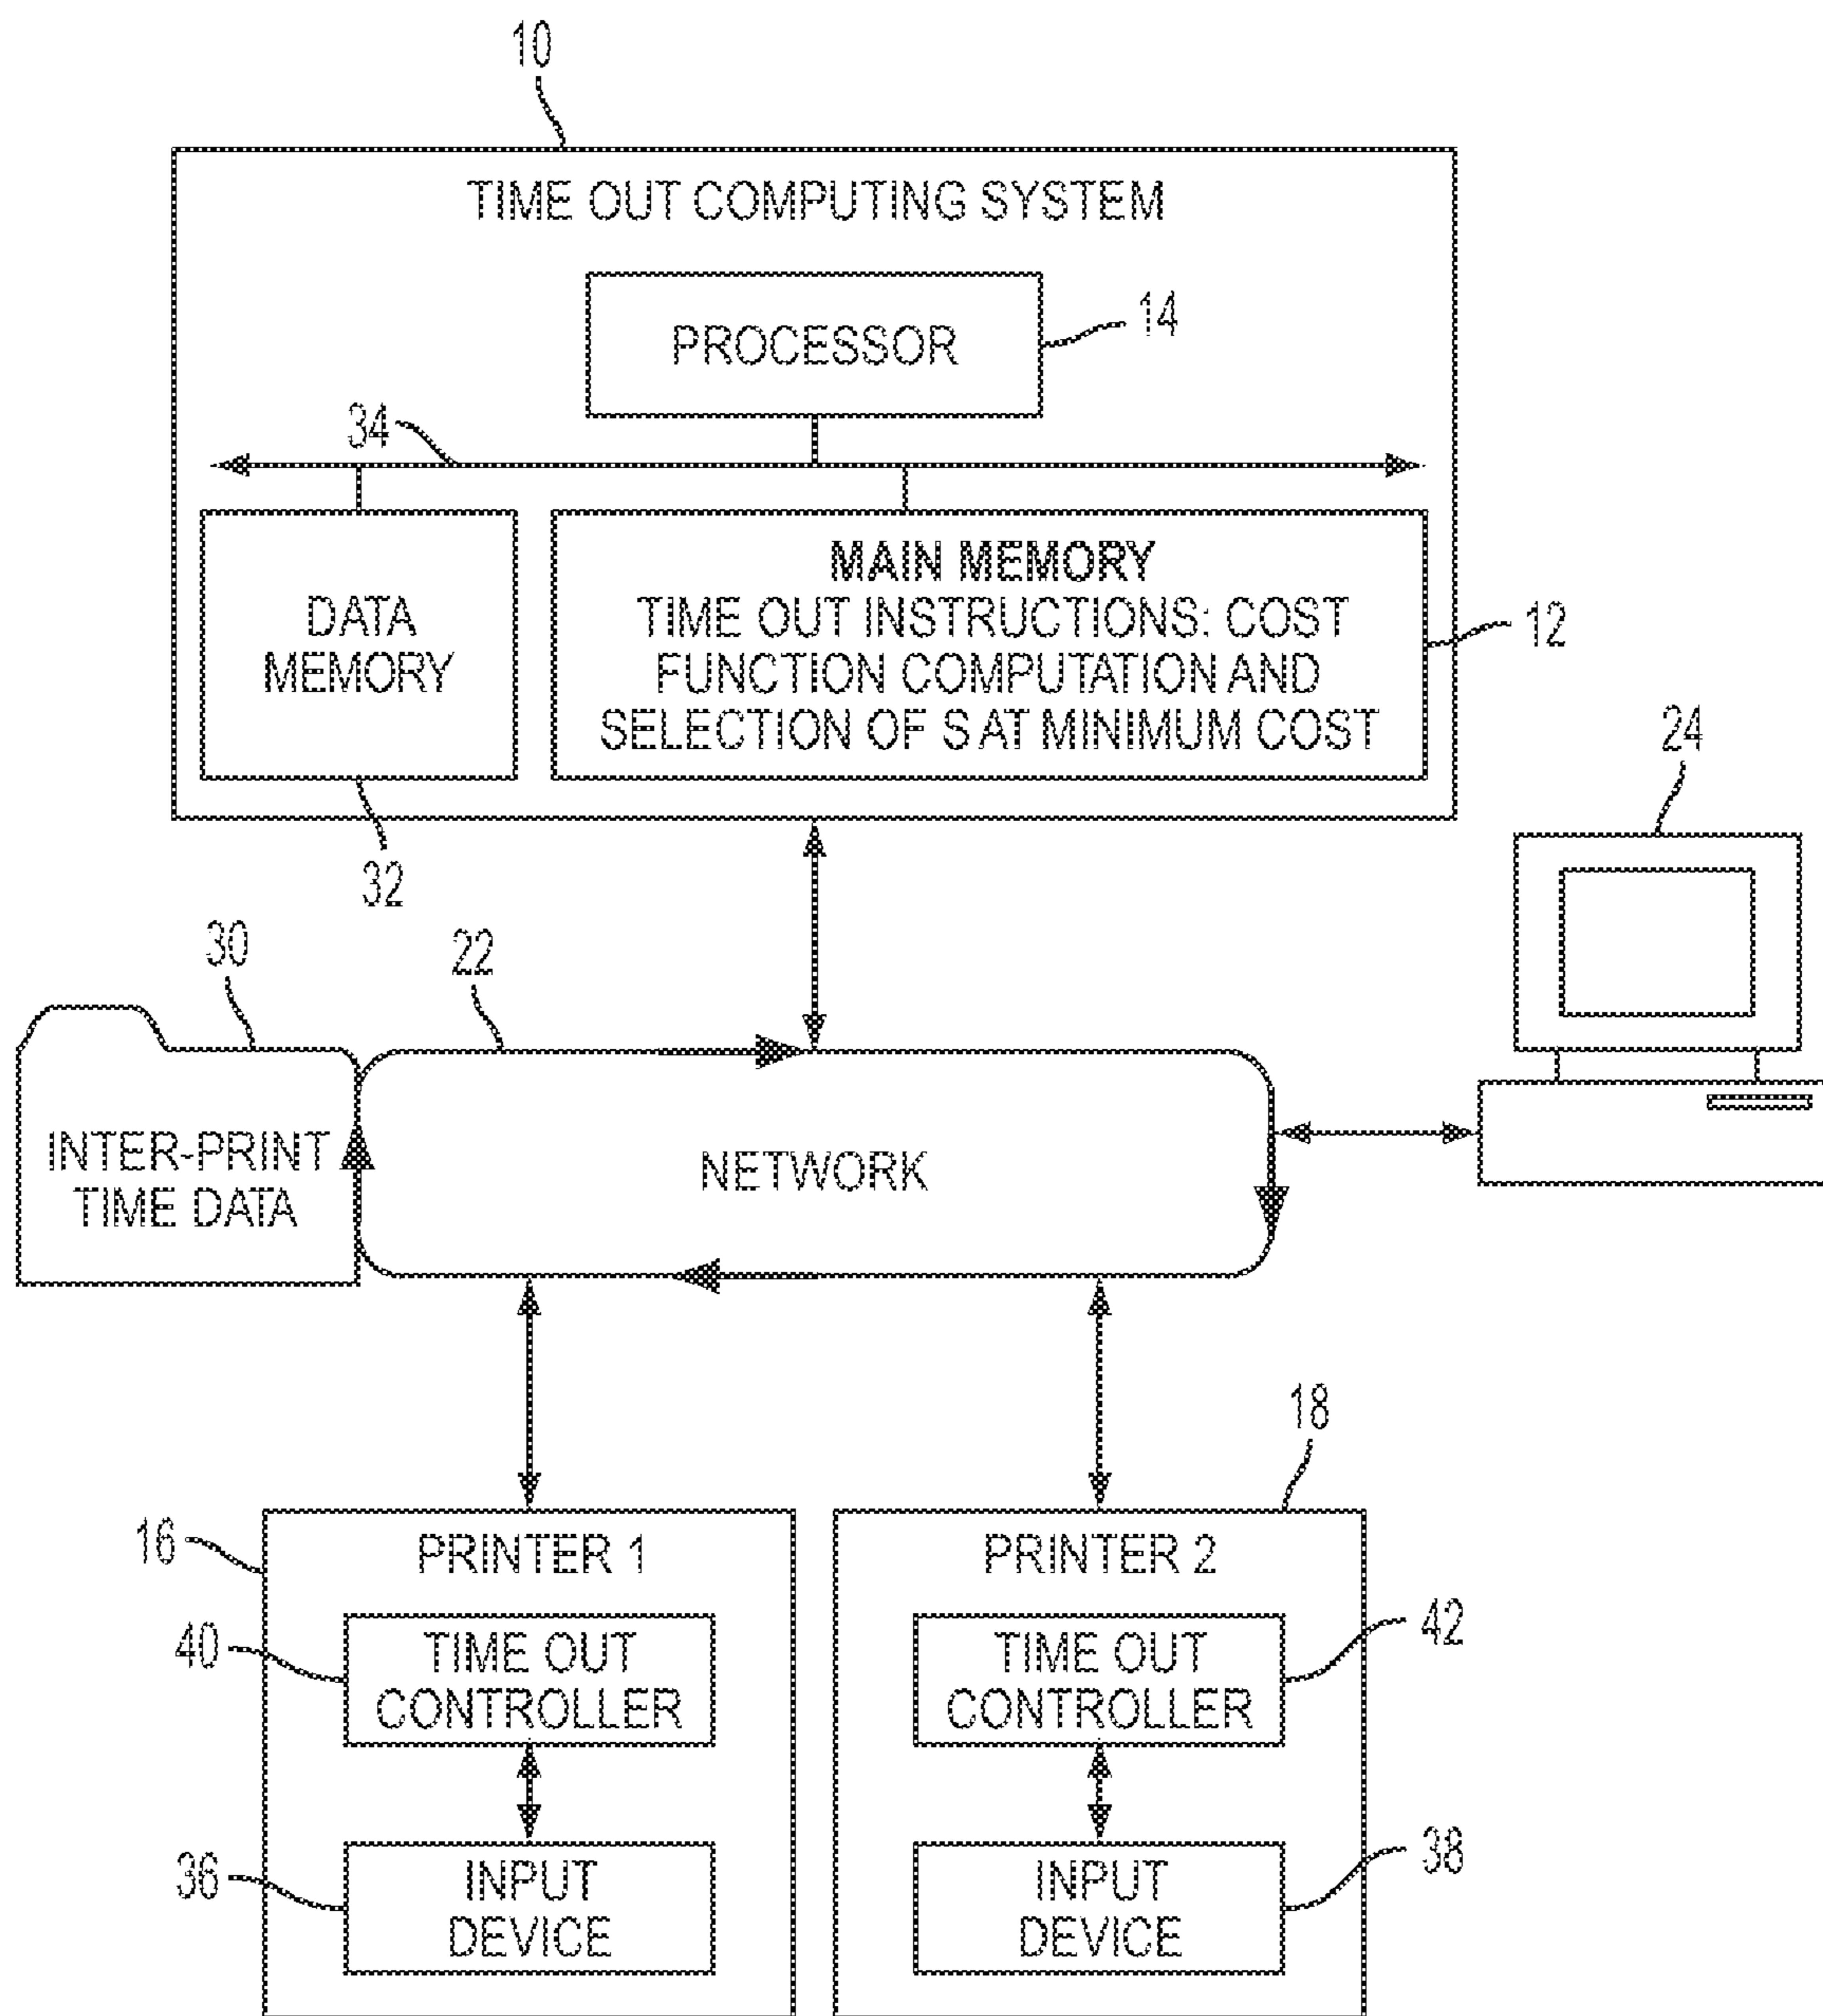 10
TIME OUT COMPUTING SYSTEM
PROCESSOR
14
34
DATA
MEMORY
32
MAIN MEMORY
TIME OUT INSTRUCTIONS: COST
FUNCTION COMPUTATION AND
SELECTION OF S AT MINIMUM COST
12
24
30
22
INTER-PRINT
TIME DATA
NETWORK
16
PRINTER 1
40
TIME OUT
CONTROLLER
36
INPUT
DEVICE
18
PRINTER 2
TIME OUT
CONTROLLER
42
INPUT
DEVICE
38